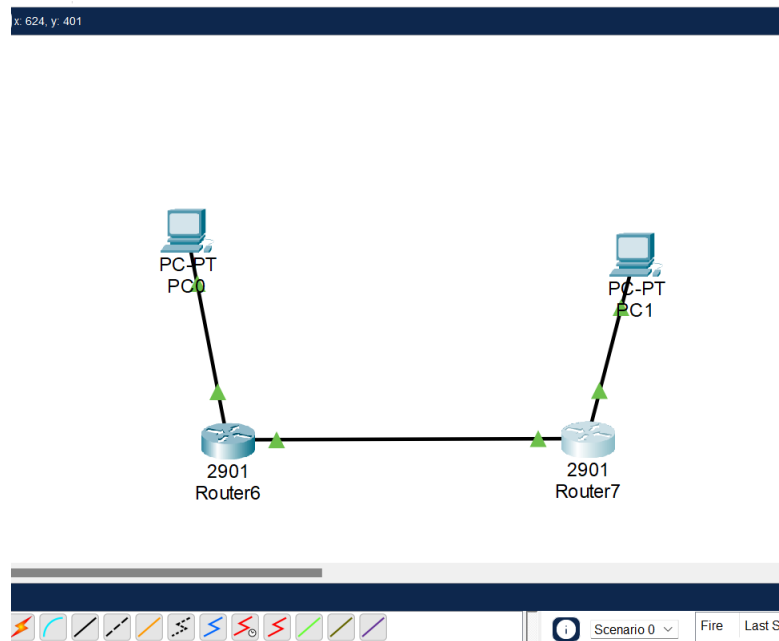 x: 624, y: 401
PC-PT
PC0
PC-PT
PC1
2901
Router6
2901
Router7
Scenario 0
Fire
Last S